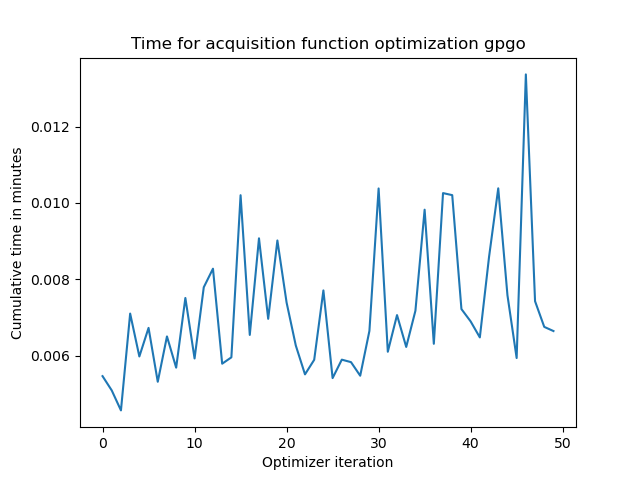 Time for acquisition function optimization gpgo
Cumulative time in minutes
0.012
0.010
0.008
0.006
0 10 20 30 40 50
Optimizer iteration